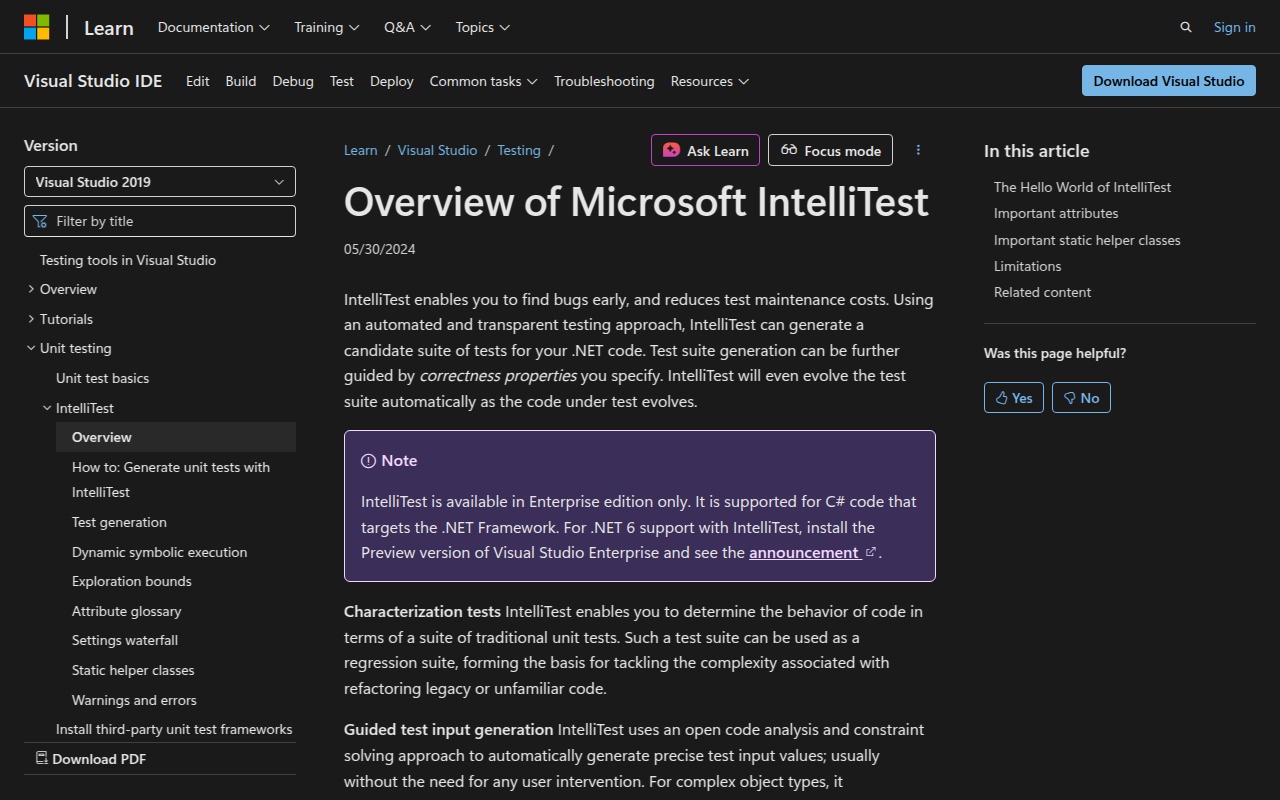 Learn
Documentation
Training
Q&A
Topics
Sign in
Visual Studio IDE
Edit
Build
Debug
Test
Deploy
Common tasks
Troubleshooting
Resources
Download Visual Studio
Version
Visual Studio 2019
Filter by title
Testing tools in Visual Studio
Overview
Tutorials
Unit testing
Unit test basics
IntelliTest
Overview
How to: Generate unit tests with
IntelliTest
Test generation
Dynamic symbolic execution
Exploration bounds
Attribute glossary
Settings waterfall
Static helper classes
Warnings and errors
Install third-party unit test frameworks
Download PDF
Learn / Visual Studio / Testing /
Ask Learn
Focus mode
Overview of Microsoft IntelliTest
05/30/2024
IntelliTest enables you to find bugs early, and reduces test maintenance costs. Using
an automated and transparent testing approach, IntelliTest can generate a
candidate suite of tests for your .NET code. Test suite generation can be further
guided by correctness properties you specify. IntelliTest will even evolve the test
suite automatically as the code under test evolves.
Note
IntelliTest is available in Enterprise edition only. It is supported for C# code that
targets the .NET Framework. For .NET 6 support with IntelliTest, install the
Preview version of Visual Studio Enterprise and see the announcement .
Characterization tests IntelliTest enables you to determine the behavior of code in
terms of a suite of traditional unit tests. Such a test suite can be used as a
regression suite, forming the basis for tackling the complexity associated with
refactoring legacy or unfamiliar code.
Guided test input generation IntelliTest uses an open code analysis and constraint
solving approach to automatically generate precise test input values; usually
without the need for any user intervention. For complex object types, it
In this article
The Hello World of IntelliTest
Important attributes
Important static helper classes
Limitations
Related content
Was this page helpful?
Yes
No